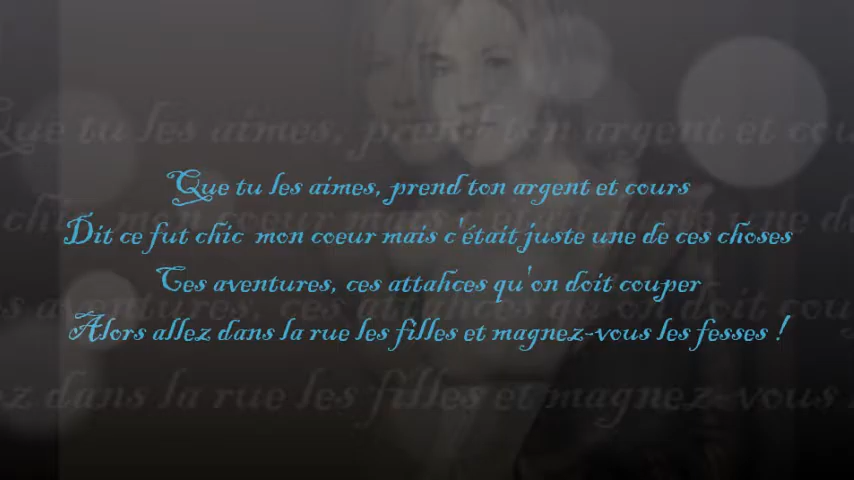 Que tu les aimes, prend ton argent et cours
Dit ce fut chic mon coeur mais c'était juste une de ces choses
Ces aventures, ces attahces qu'on doit couper
Alors allez dans la rue les filles et magnez-vous les fesses !